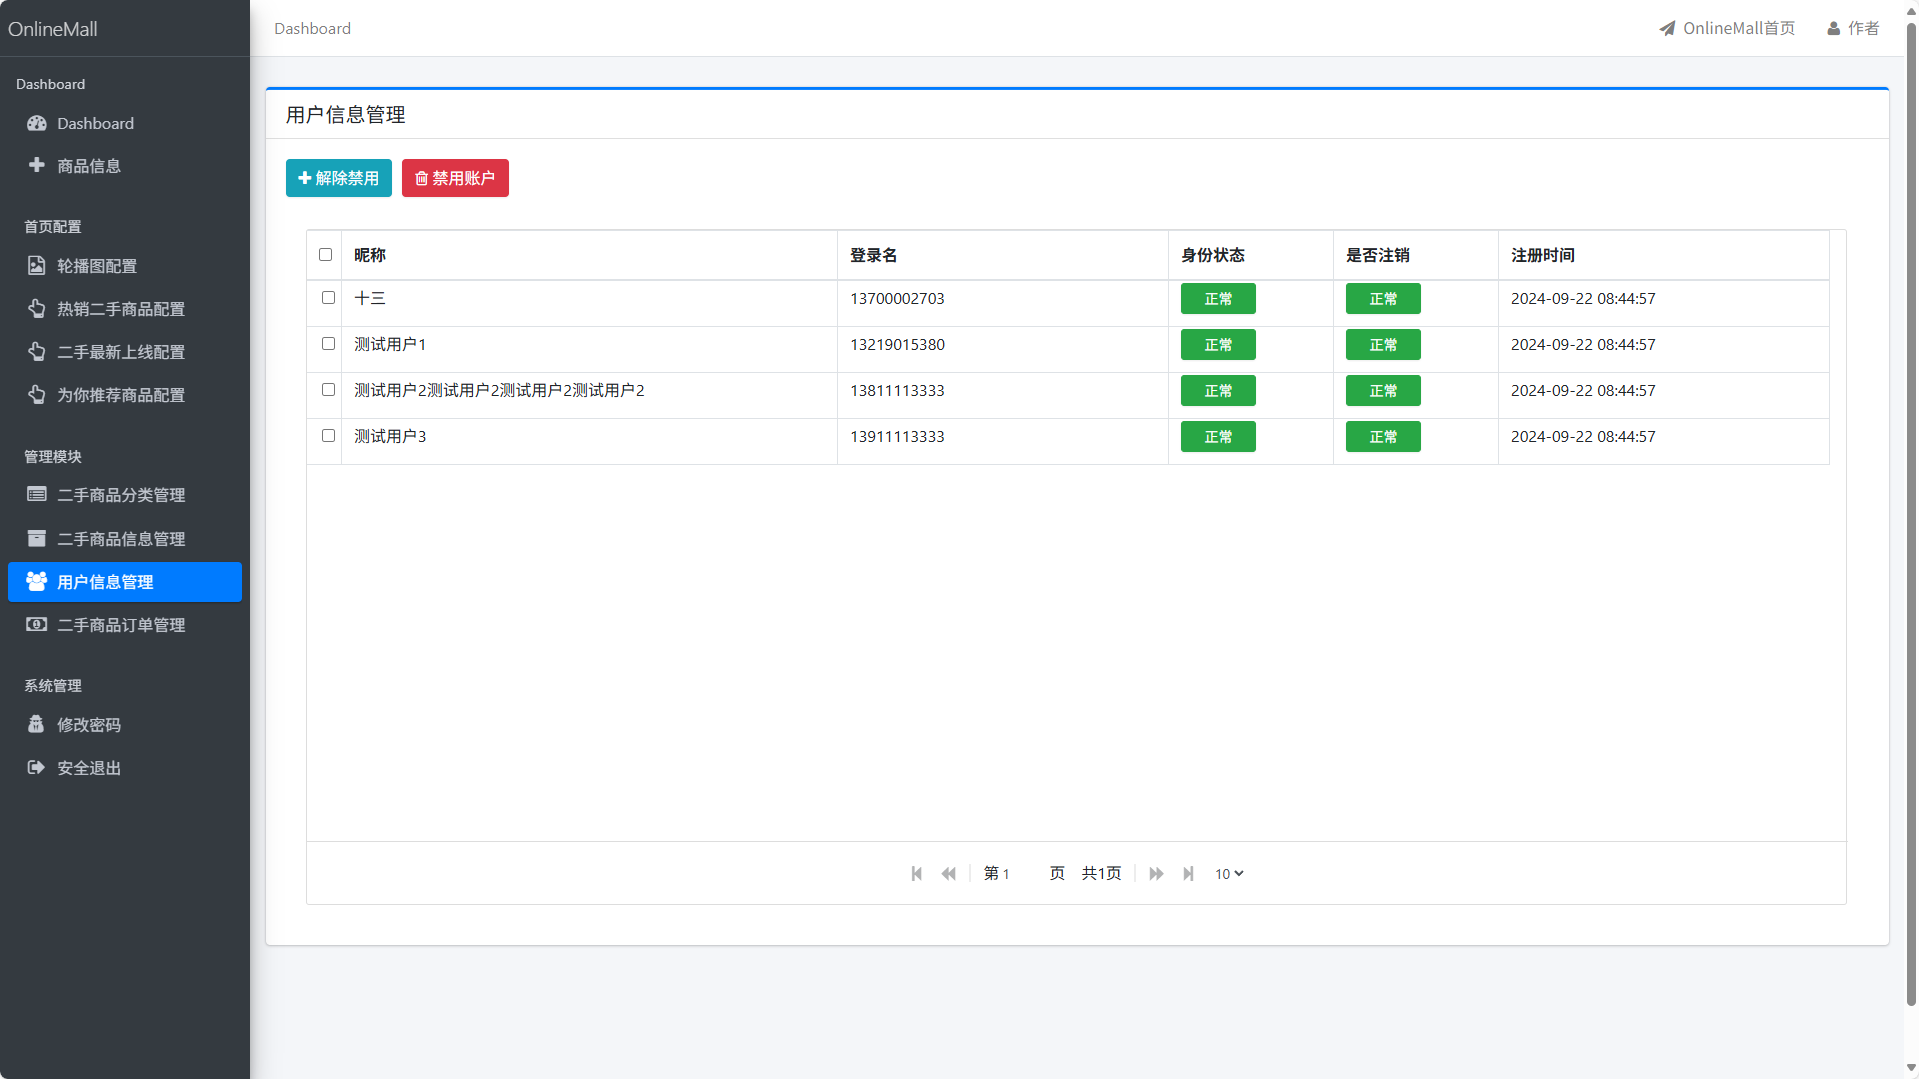 OnlineMall
Dashboard
OnlineMall首页
作者
Dashboard
Dashboard
商品信息
首页配置
轮播图配置
热销二手商品配置
二手最新上线配置
为你推荐商品配置
管理模块
二手商品分类管理
二手商品信息管理
用户信息管理
二手商品订单管理
系统管理
修改密码
安全退出
用户信息管理
解除禁用 禁用账户
昵称 登录名 身份状态 是否注销 注册时间
十三 13700002703 正常 正常 2024-09-22 08:44:57
测试用户1 13219015380 正常 正常 2024-09-22 08:44:57
测试用户2测试用户2测试用户2测试用户2 13811113333 正常 正常 2024-09-22 08:44:57
测试用户3 13911113333 正常 正常 2024-09-22 08:44:57
第 1 页 共1页 10